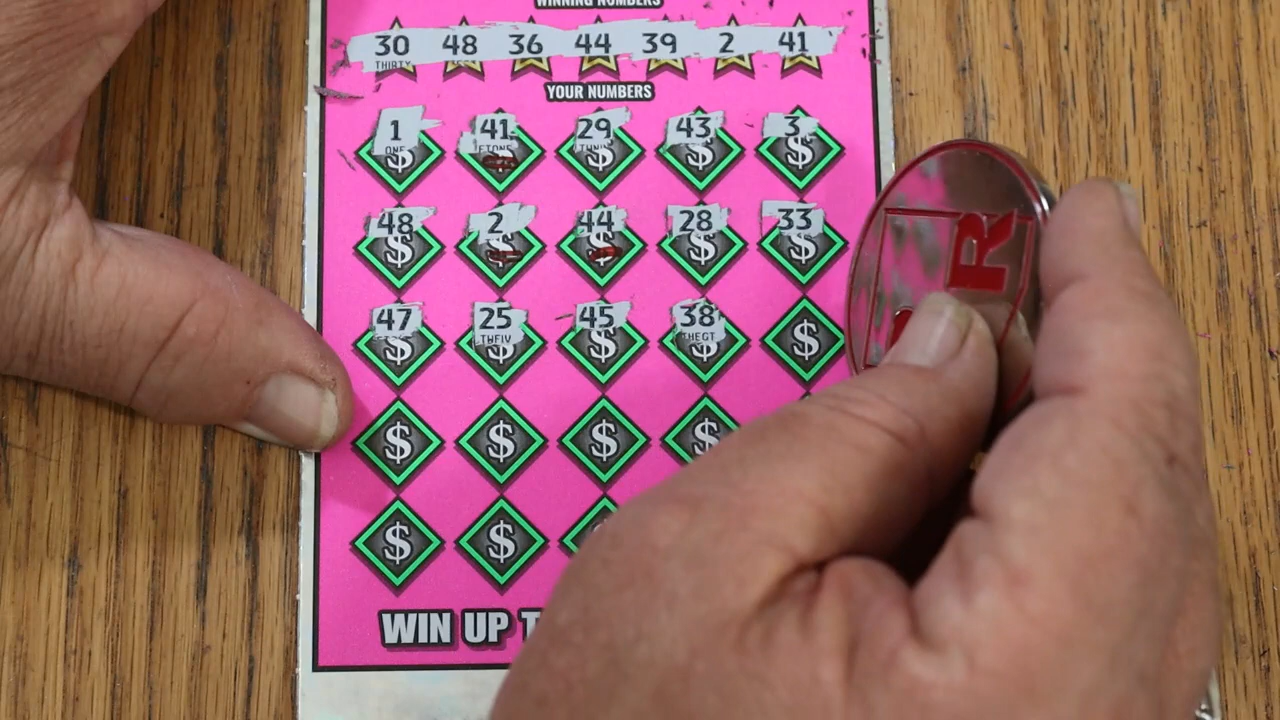 WINNING NUMBERS
30 48 36 44 39 2 41
THIRTY
YOUR NUMBERS
1 41 29 43 3
ONE
48 2 44 28 33
47 25 45 38
THFIV THEGT
$ $ $ $ $
$ $ $ $ $
$ $ $ $ $
$ $ $ $
$ $ $
WIN UP
R